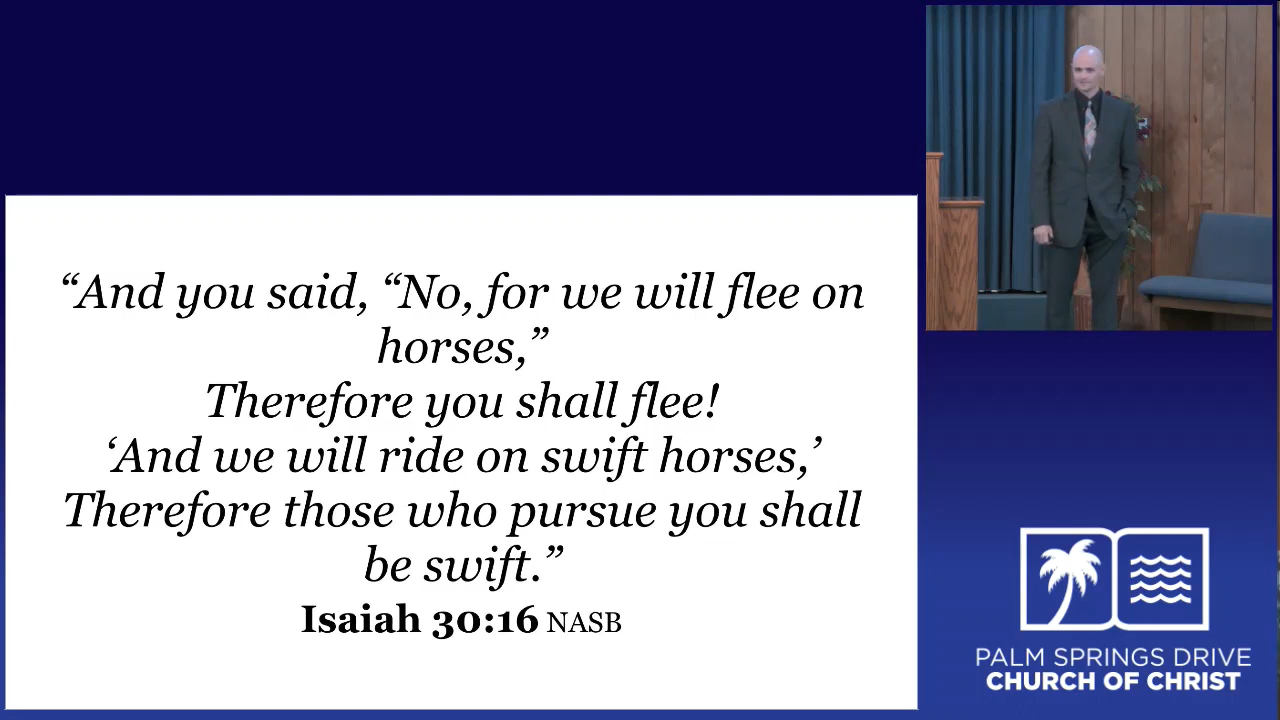 “And you said, “No, for we will flee on
horses,”
Therefore you shall flee!
‘And we will ride on swift horses,’
Therefore those who pursue you shall
be swift.”
Isaiah 30:16 NASB
PALM SPRINGS DRIVE
CHURCH OF CHRIST